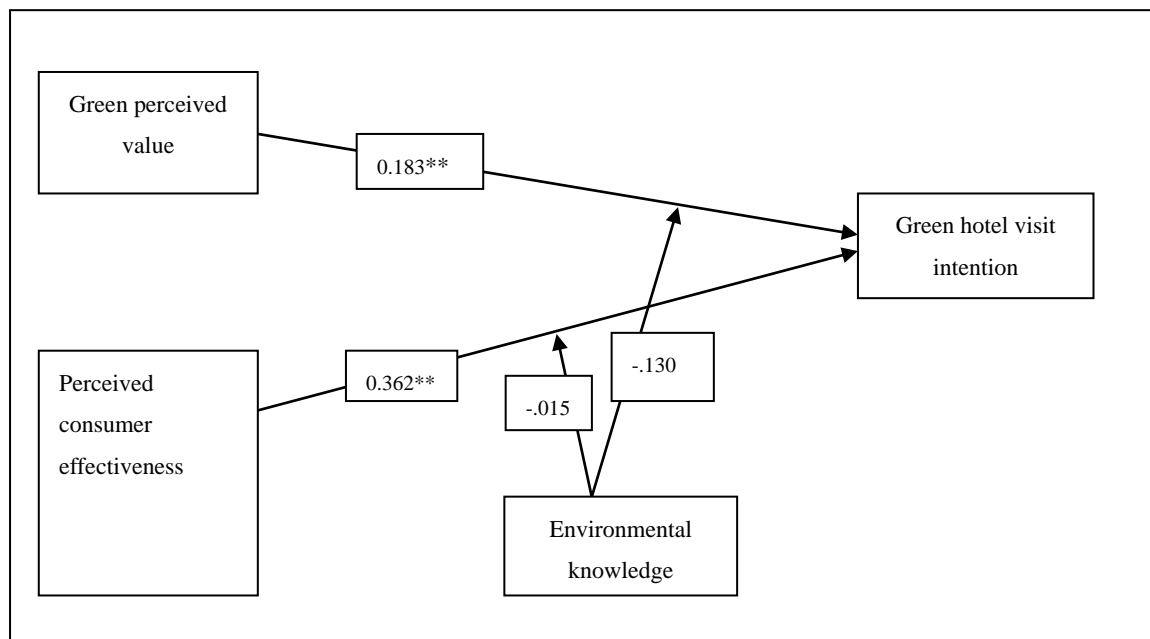 Green perceived
value
0.183**
Green hotel visit
intention
Perceived
consumer
effectiveness
0.362**
-.130
-.015
Environmental
knowledge